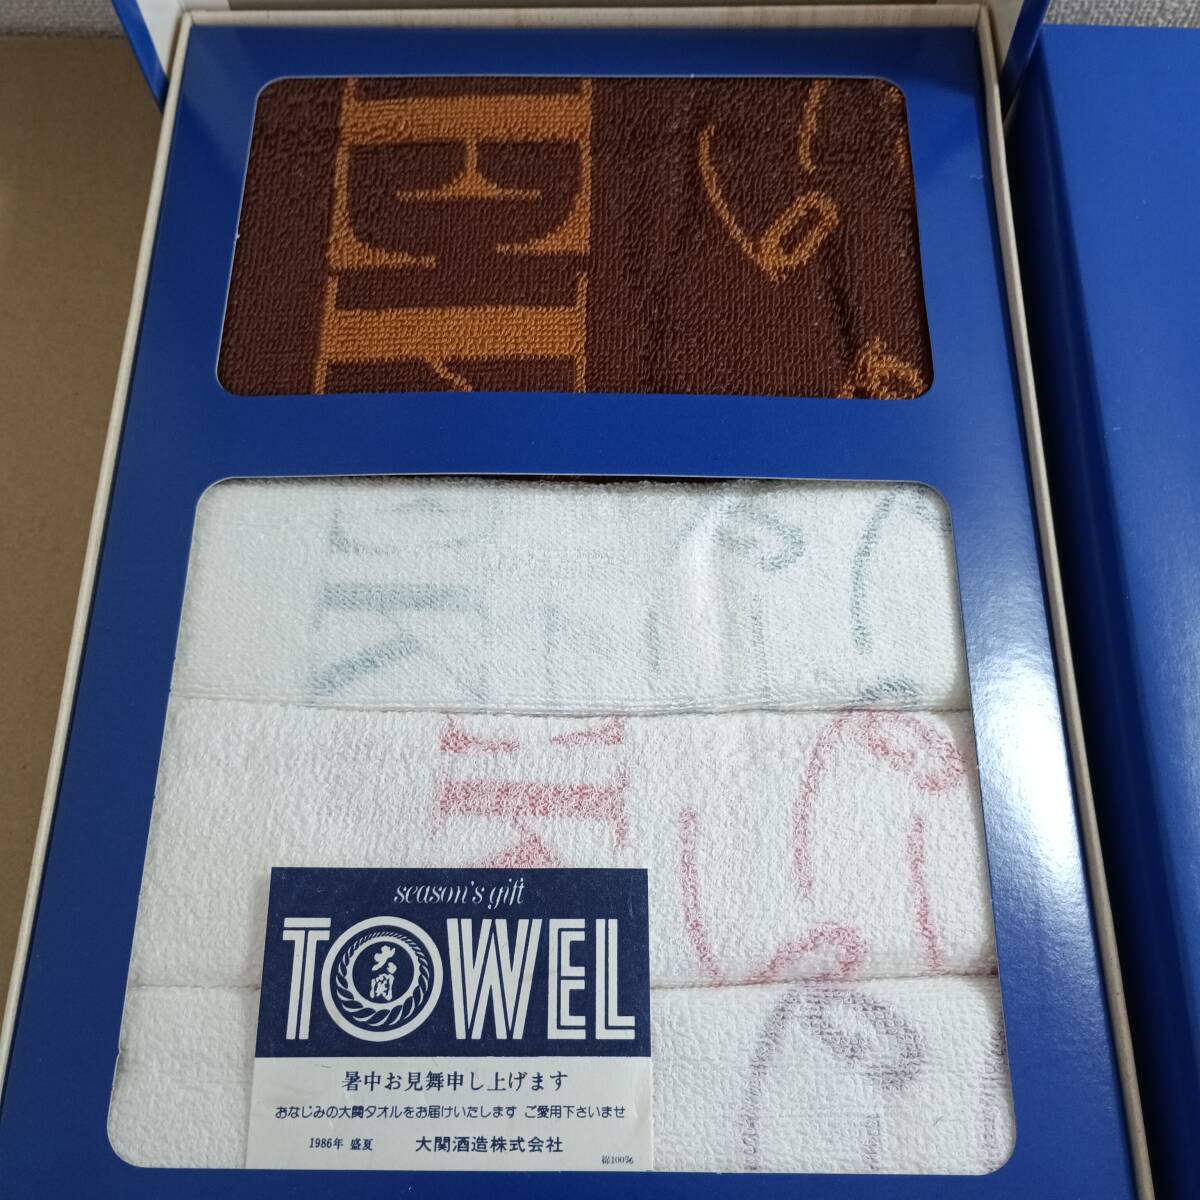 season's gift
TOWEL
大関
暑中お見舞申し上げます
おなじみの大関タオルをお届けいたします ご愛用下さいませ
1986年 盛夏 大関酒造株式会社
綿100%